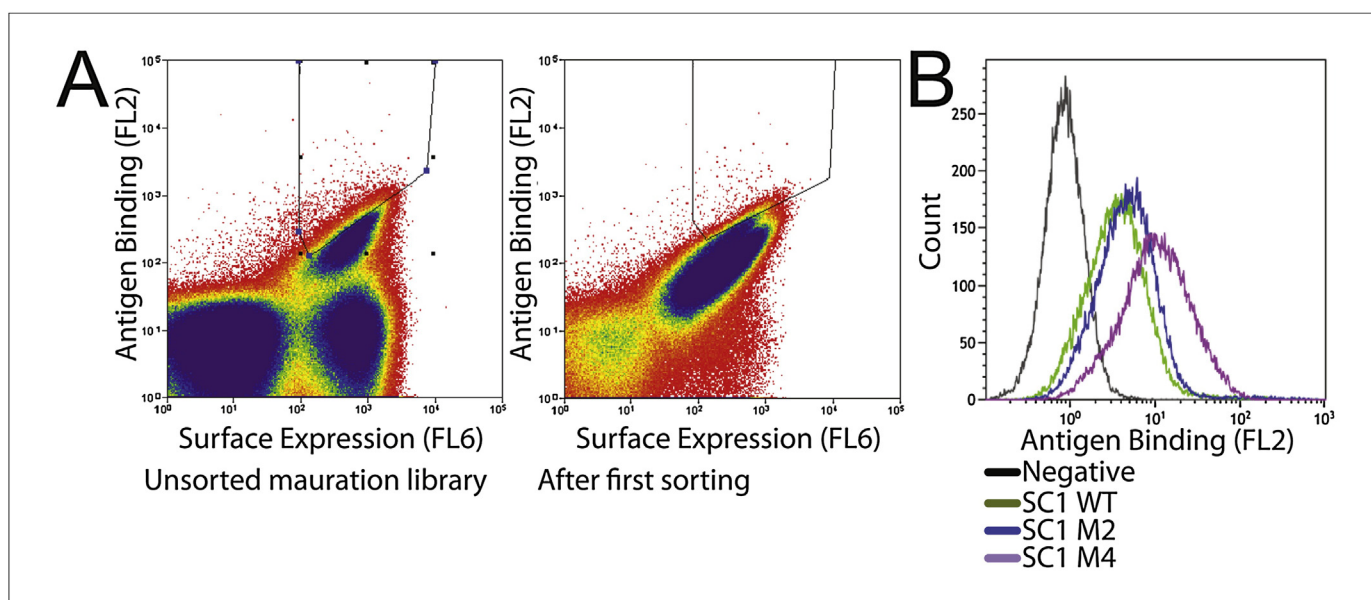 A
Antigen Binding (FL2)
10⁵
10⁴
10³
10²
10¹
10⁰
10⁰ 10¹ 10² 10³ 10⁴ 10⁵
Surface Expression (FL6)
Unsorted mauration library
Antigen Binding (FL2)
10⁵
10⁴
10³
10²
10¹
10⁰
10⁰ 10¹ 10² 10³ 10⁴ 10⁵
Surface Expression (FL6)
After first sorting
B
Count
250
200
150
100
50
0
10⁰ 10¹ 10² 10³
Antigen Binding (FL2)
Negative
SC1 WT
SC1 M2
SC1 M4